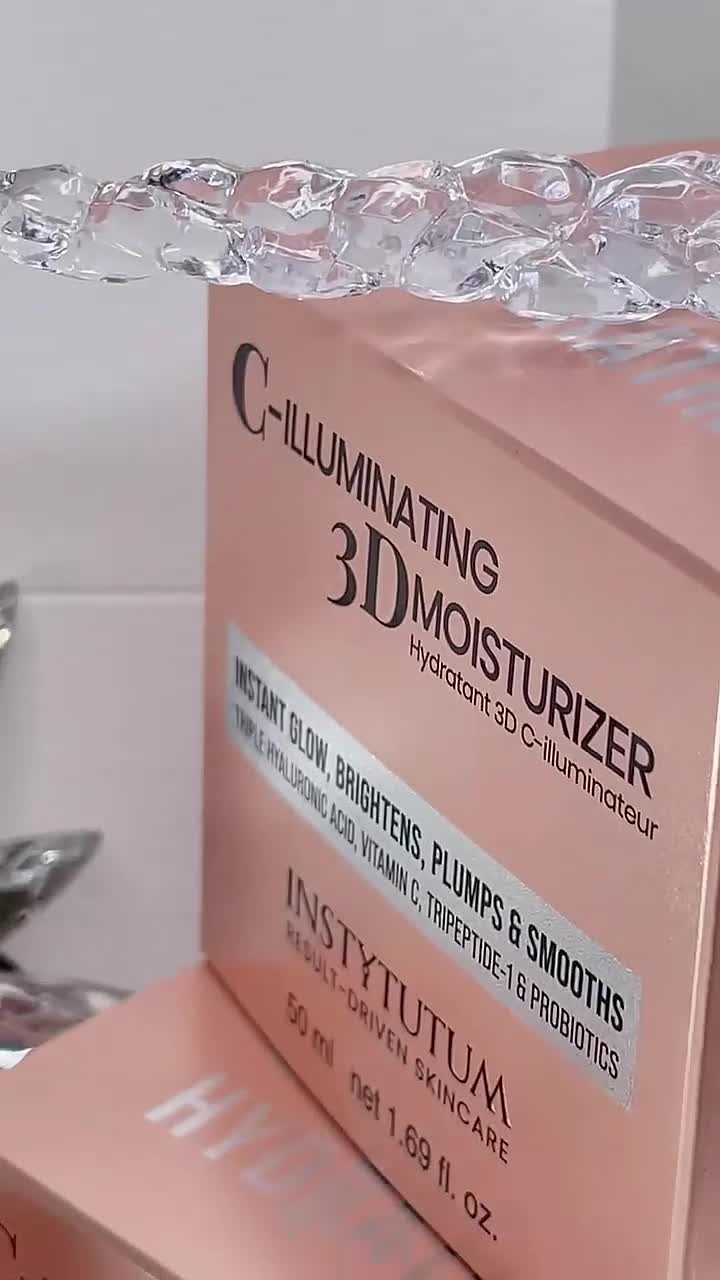 C-ILLUMINATING
3D MOISTURIZER
Hydratant 3D C-illuminateur
INSTANT GLOW, BRIGHTENS, PLUMPS & SMOOTHS
TRIPLE HYALURONIC ACID, VITAMIN C, TRIPEPTIDE-1 & PROBIOTICS
INSTYTUTUM
RESULT-DRIVEN SKINCARE
50 ml net 1.69 fl. oz.